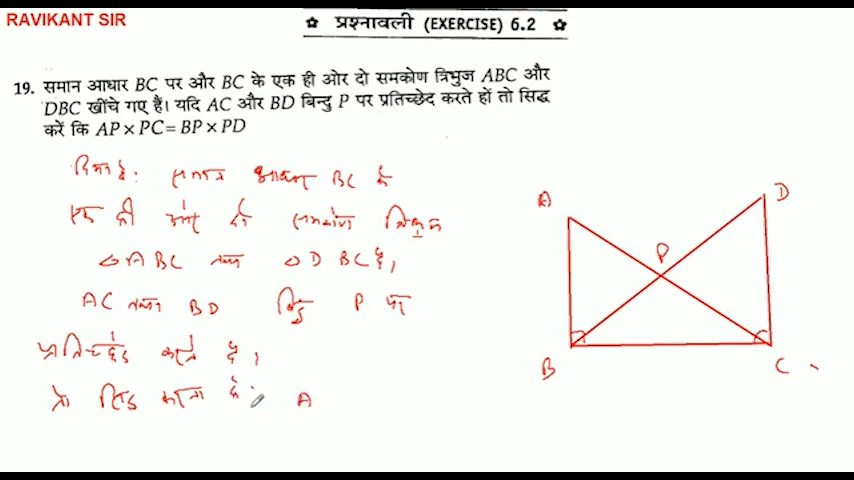 RAVIKANT SIR
✩ प्रश्नावली (EXERCISE) 6.2 ✩
19. समान आधार BC पर और BC के एक ही ओर दो समकोण त्रिभुज ABC और
DBC खींचे गए हैं। यदि AC और BD बिन्दु P पर प्रतिच्छेद करते हों तो सिद्ध
करें कि AP × PC = BP × PD
दिया है: समान आधार BC के
एक ही ओर दो समकोण त्रिभुज
△ABC तथा △DBC है,
AC तथा BD बिंदु P पर
प्रतिच्छेद करते है,
तो सिद्ध करना है: A
A
D
P
B
C